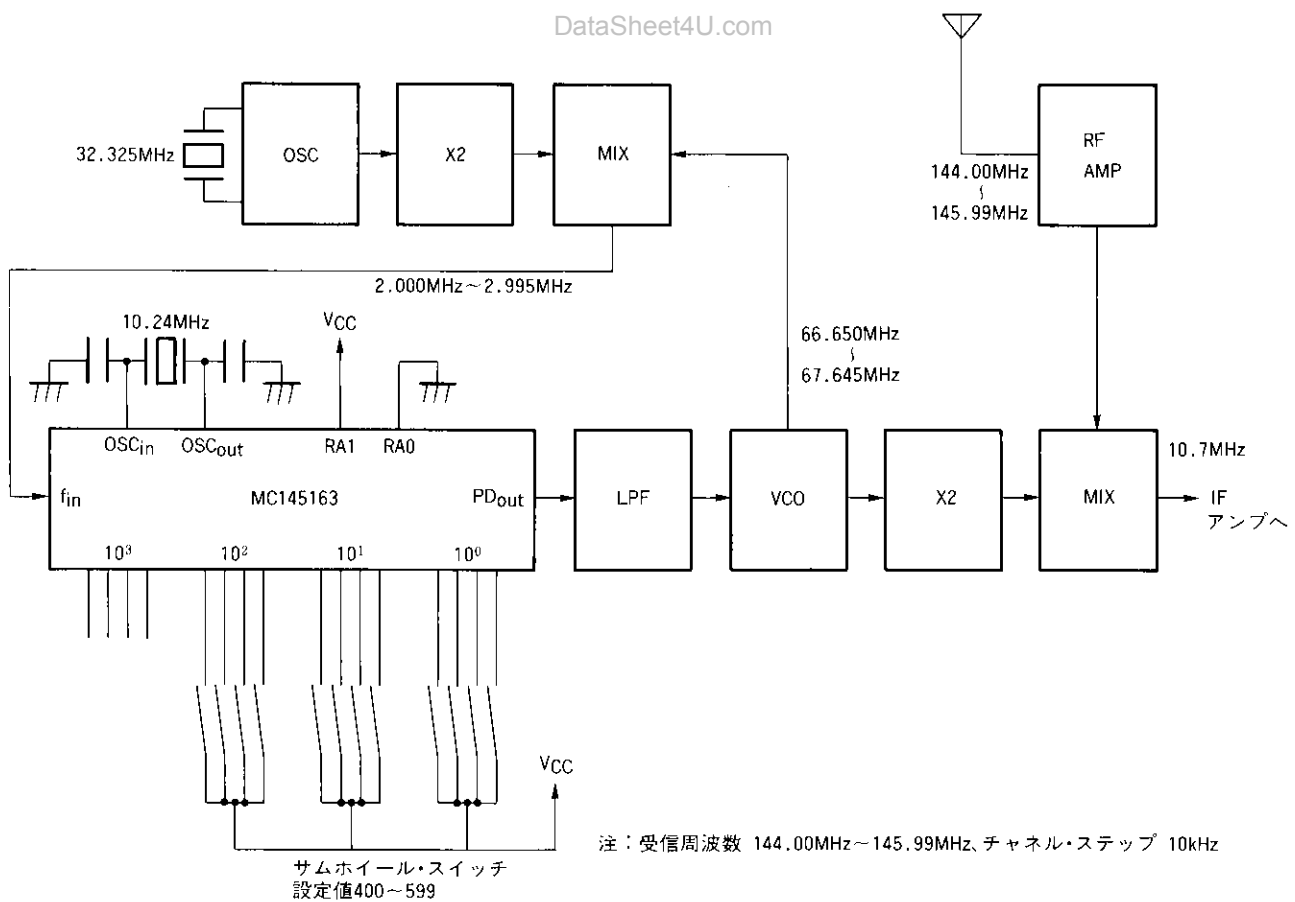 DataSheet4U.com
32.325MHz
OSC
X2
MIX
RF
AMP
144.00MHz
~
145.99MHz
2.000MHz~2.995MHz
10.24MHz
VCC
66.650MHz
~
67.645MHz
OSCin
OSCout
RA1
RA0
fin
MC145163
PDout
LPF
VCO
X2
MIX
10.7MHz
IF
アンプへ
10³
10²
10¹
10⁰
VCC
サムホイール・スイッチ
設定値400~599
注：受信周波数 144.00MHz~145.99MHz、チャネル・ステップ 10kHz